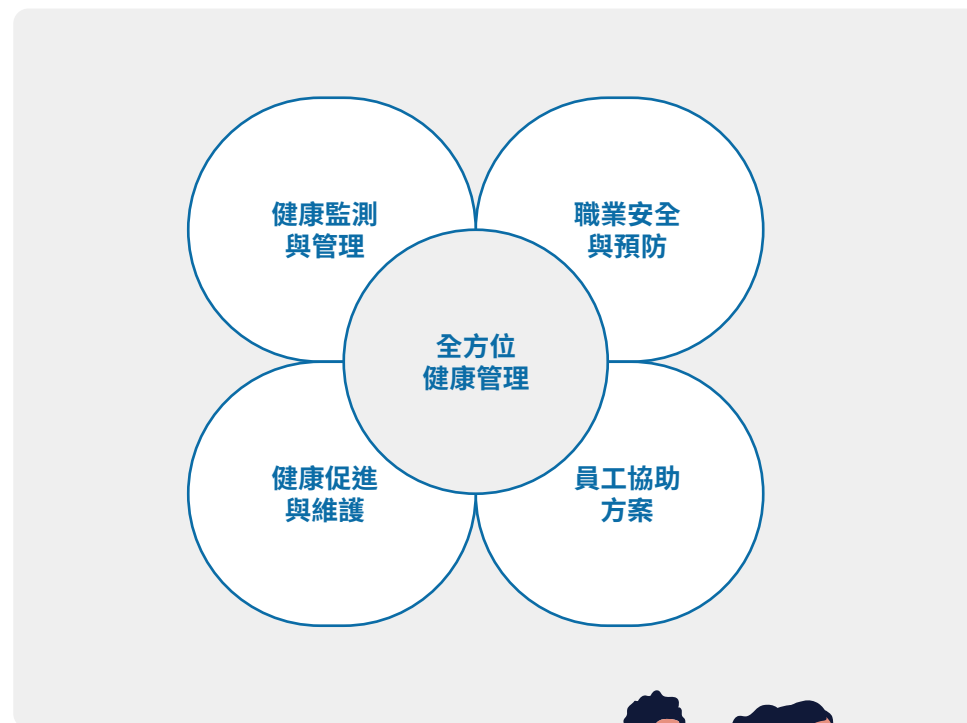 健康監測
與管理
職業安全
與預防
全方位
健康管理
健康促進
與維護
員工協助
方案